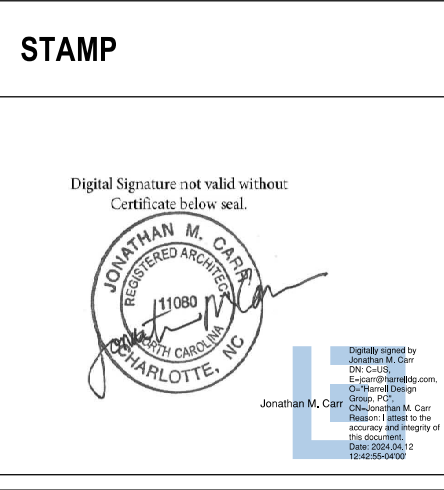 STAMP
Digital Signature not valid without
Certificate below seal.
JONATHAN M. CARR
REGISTERED ARCHITECT
11080
NORTH CAROLINA
CHARLOTTE, NC
Jonathan M. Carr
Digitally signed by
Jonathan M. Carr
DN: C=US,
E=jcarr@harrelldg.com,
O="Harrell Design
Group, PC",
CN=Jonathan M. Carr
Reason: I attest to the
accuracy and integrity of
this document.
Date: 2024.04.12
12:42:55-04'00'